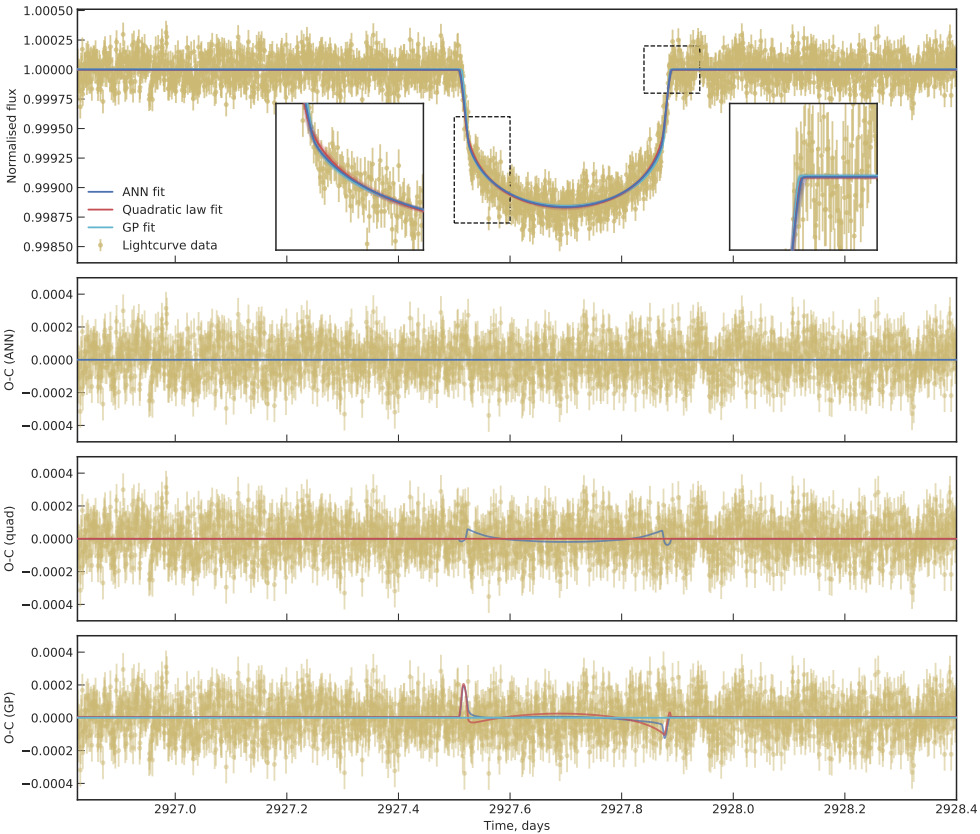 1.00050
1.00025
1.00000
0.99975
0.99950
0.99925
0.99900
0.99875
0.99850
Normalised flux
ANN fit
Quadratic law fit
GP fit
Lightcurve data
0.0004
0.0002
0.0000
−0.0002
−0.0004
O-C (ANN)
0.0004
0.0002
0.0000
−0.0002
−0.0004
O-C (quad)
0.0004
0.0002
0.0000
−0.0002
−0.0004
O-C (GP)
2927.0 2927.2 2927.4 2927.6 2927.8 2928.0 2928.2 2928.4
Time, days